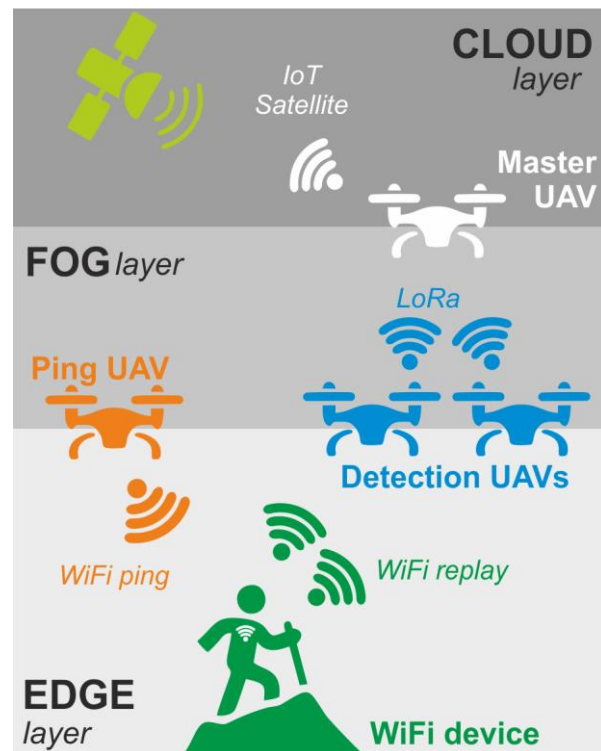 CLOUD
layer
IoT
Satellite
Master
UAV
FOG layer
LoRa
Ping UAV
Detection UAVs
WiFi ping
WiFi replay
EDGE
layer
WiFi device